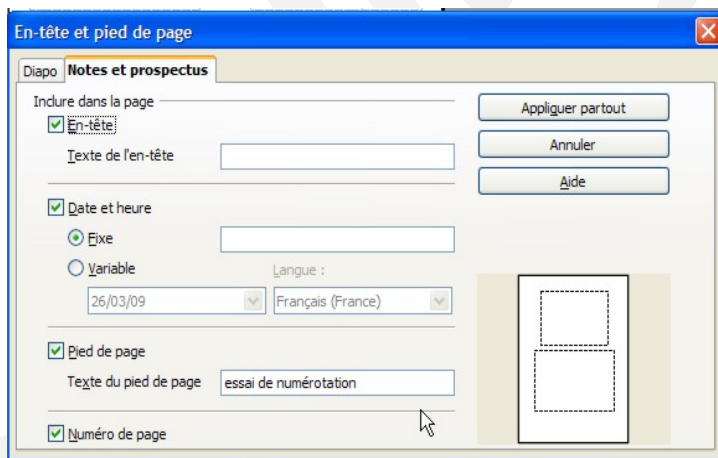 En-tête et pied de page
Diapo Notes et prospectus
Inclure dans la page
En-tête
Texte de l'en-tête
Date et heure
Fixe
Variable
Langue :
26/03/09 Français (France)
Pied de page
Texte du pied de page essai de numérotation
Numéro de page
Appliquer partout
Annuler
Aide